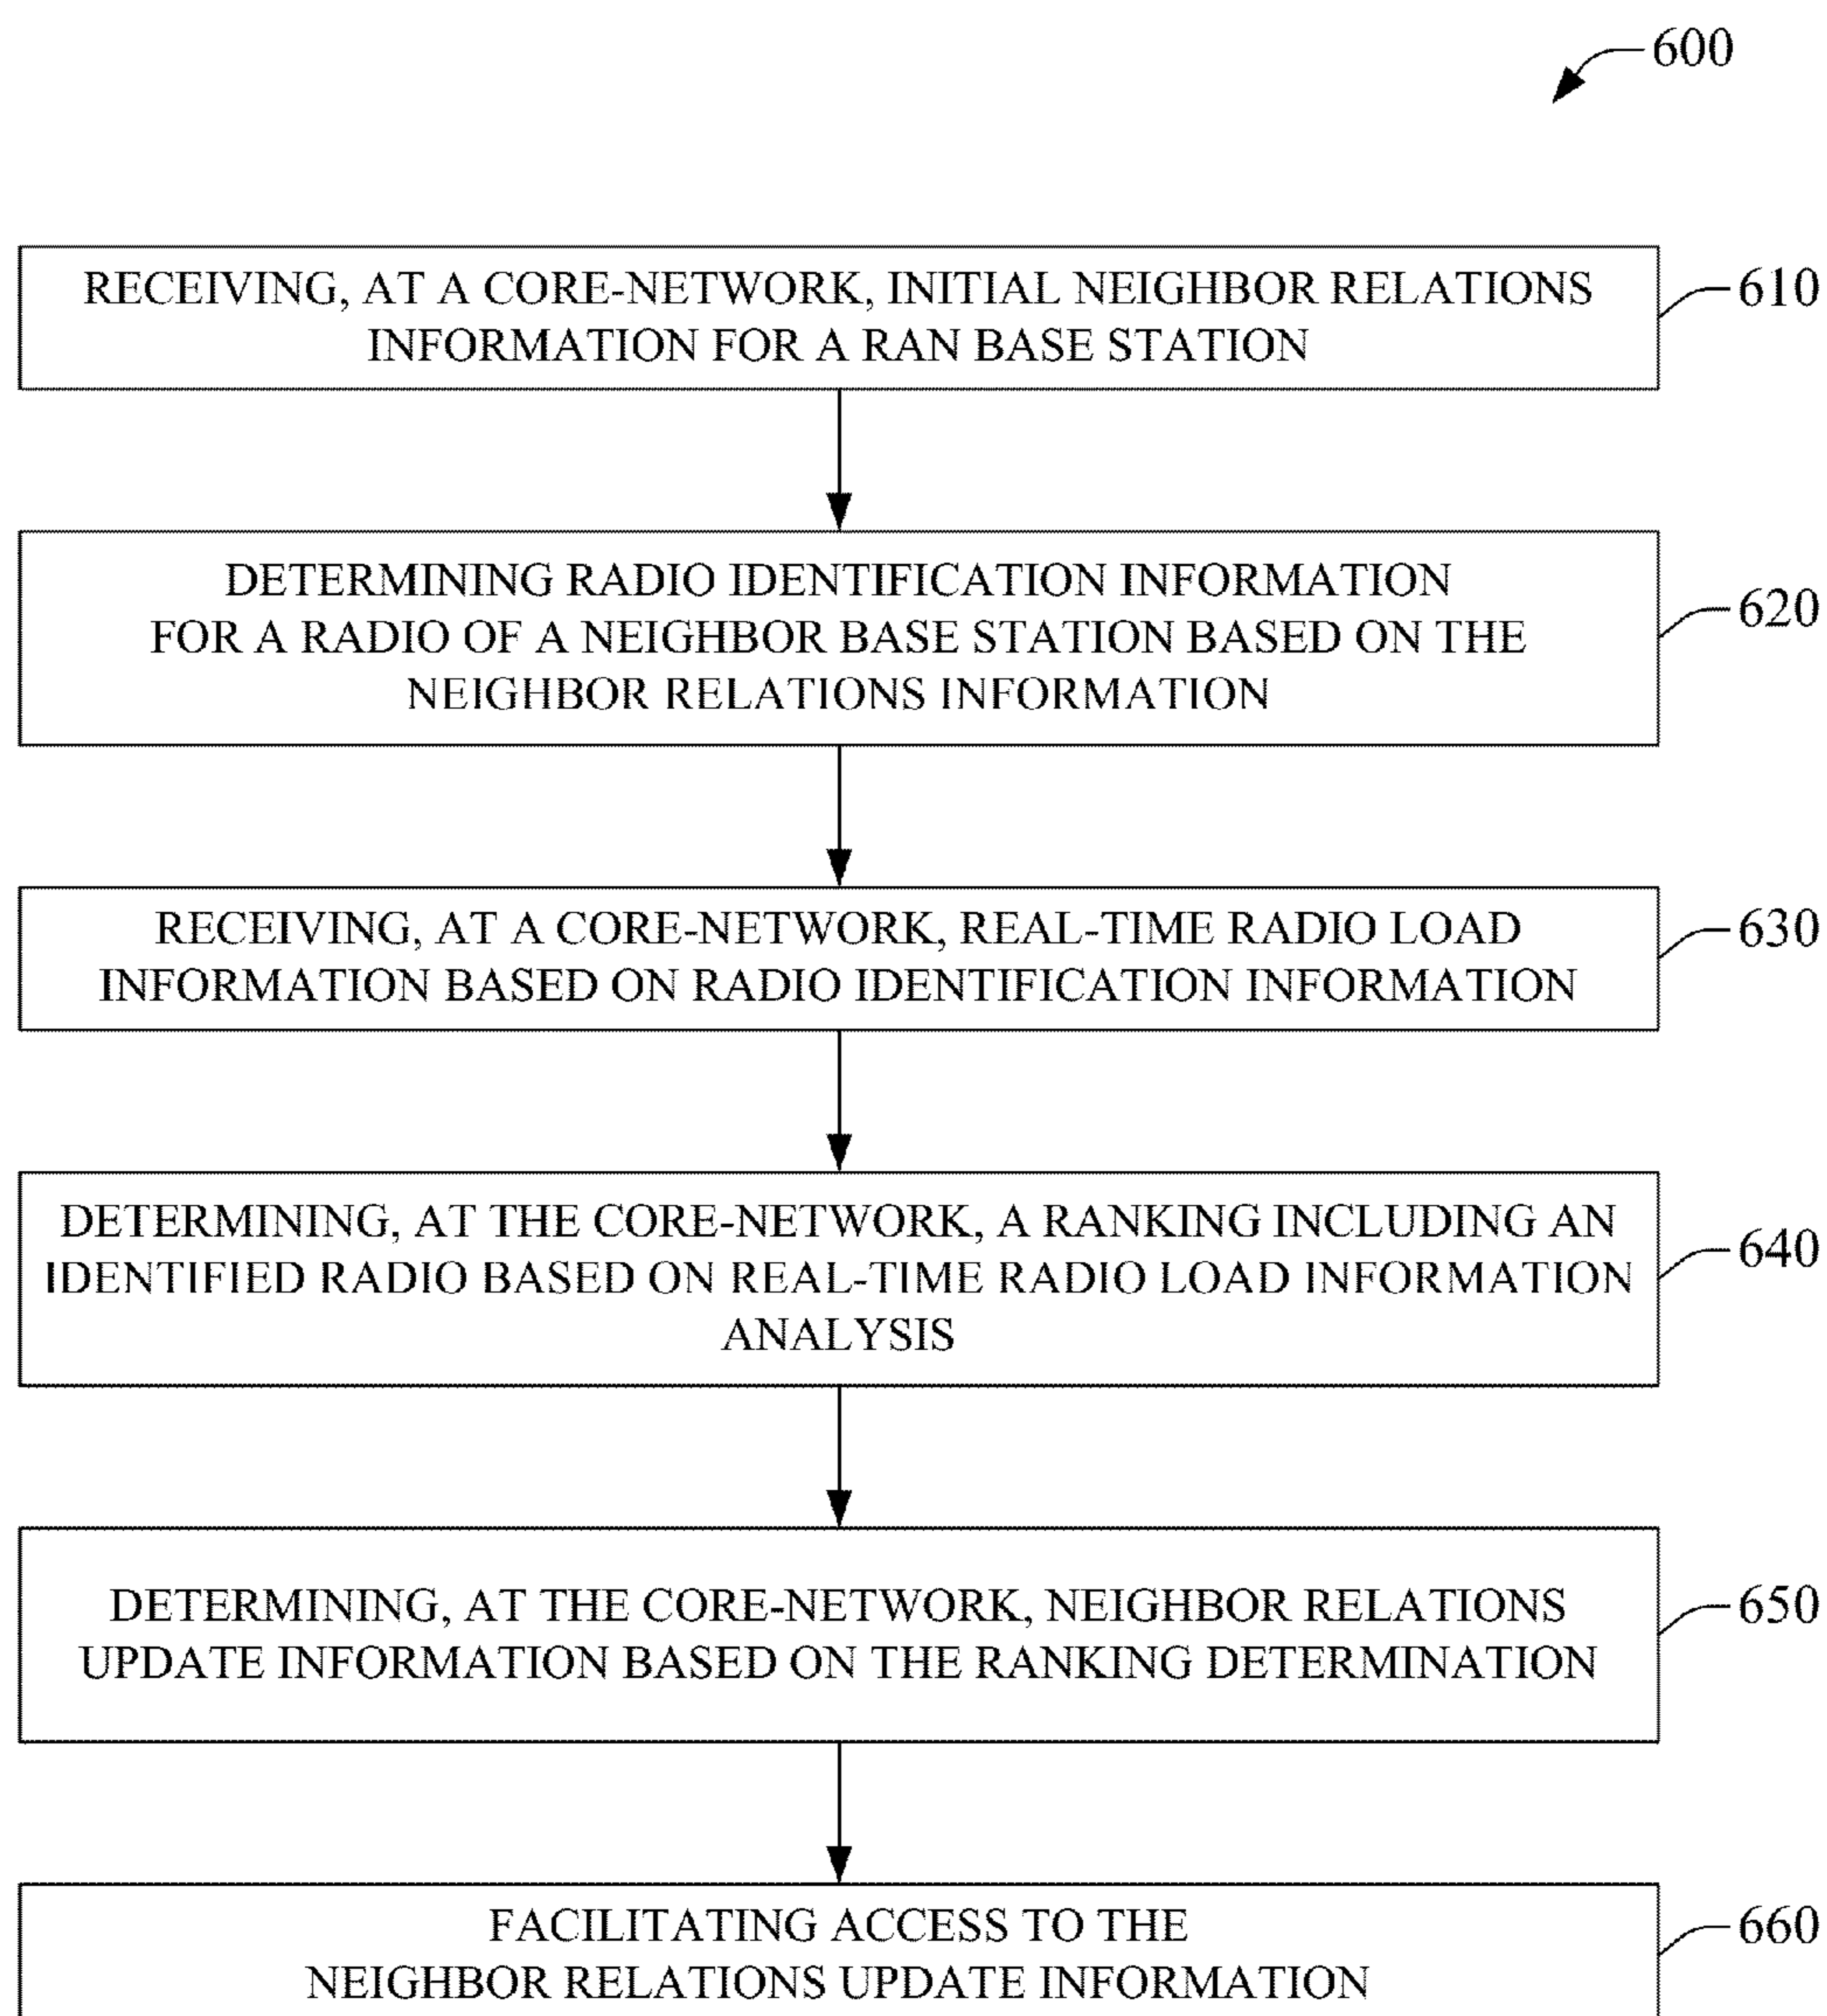 600
RECEIVING, AT A CORE-NETWORK, INITIAL NEIGHBOR RELATIONS
INFORMATION FOR A RAN BASE STATION
610
DETERMINING RADIO IDENTIFICATION INFORMATION
FOR A RADIO OF A NEIGHBOR BASE STATION BASED ON THE
NEIGHBOR RELATIONS INFORMATION
620
RECEIVING, AT A CORE-NETWORK, REAL-TIME RADIO LOAD
INFORMATION BASED ON RADIO IDENTIFICATION INFORMATION
630
DETERMINING, AT THE CORE-NETWORK, A RANKING INCLUDING AN
IDENTIFIED RADIO BASED ON REAL-TIME RADIO LOAD INFORMATION
ANALYSIS
640
DETERMINING, AT THE CORE-NETWORK, NEIGHBOR RELATIONS
UPDATE INFORMATION BASED ON THE RANKING DETERMINATION
650
FACILITATING ACCESS TO THE
NEIGHBOR RELATIONS UPDATE INFORMATION
660